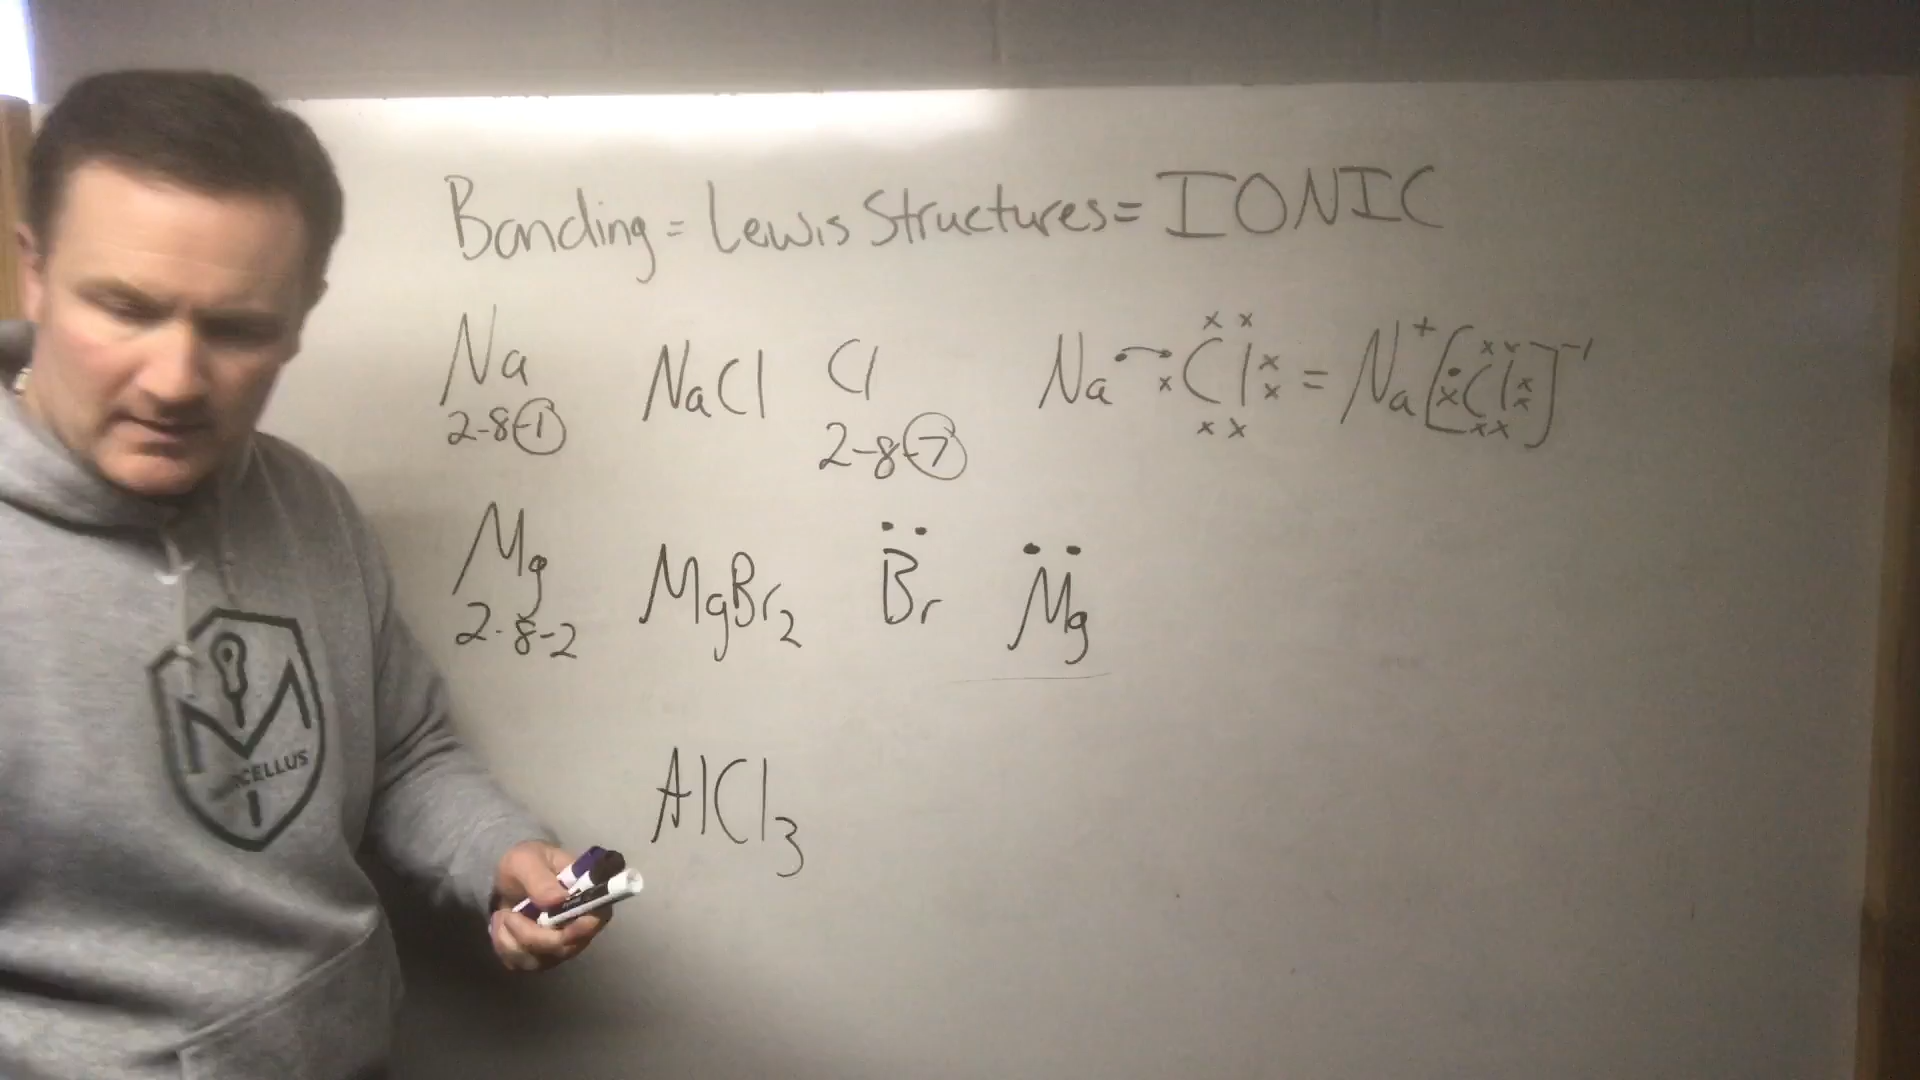 Bonding = Lewis Structures = IONIC
Na NaCl Cl Na Cl = Na+ [Cl]-1
2-8-1 2-8-7
Mg MgBr2 Br Mg
2-8-2
AlCl3
M
CELLUS